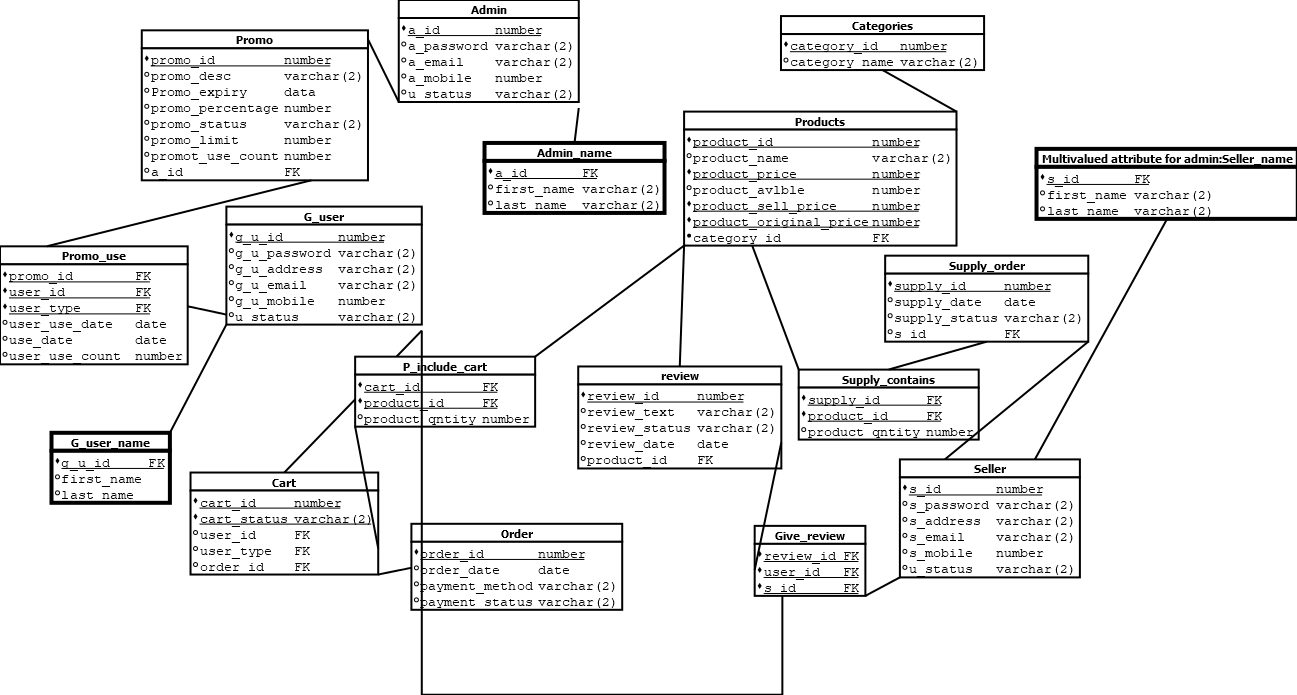 Admin
a_id number
a_password varchar(2)
a_email varchar(2)
a_mobile number
u_status varchar(2)
Categories
category_id number
category_name varchar(2)
Promo
promo_id number
promo_desc varchar(2)
Promo_expiry data
promo_percentage number
promo_status varchar(2)
promo_limit number
promot_use_count number
a_id FK
Products
product_id number
product_name varchar(2)
product_price number
product_avlble number
product_sell_price number
product_original_price number
category_id FK
Admin_name
a_id FK
first_name varchar(2)
last_name varchar(2)
Multivalued attribute for admin:Seller_name
s_id FK
first_name varchar(2)
last_name varchar(2)
G_user
g_u_id number
g_u_password varchar(2)
g_u_address varchar(2)
g_u_email varchar(2)
g_u_mobile number
u_status varchar(2)
Promo_use
promo_id FK
user_id FK
user_type FK
user_use_date date
use_date date
user_use_count number
Supply_order
supply_id number
supply_date date
supply_status varchar(2)
s_id FK
P_include_cart
cart_id FK
product_id FK
product_qntity number
review
review_id number
review_text varchar(2)
review_status varchar(2)
review_date date
product_id FK
Supply_contains
supply_id FK
product_id FK
product_qntity number
G_user_name
g_u_id FK
first_name
last_name
Seller
s_id number
s_password varchar(2)
s_address varchar(2)
s_email varchar(2)
s_mobile number
u_status varchar(2)
Cart
cart_id number
cart_status varchar(2)
user_id FK
user_type FK
order_id FK
Order
order_id number
order_date date
payment_method varchar(2)
payment_status varchar(2)
Give_review
review_id FK
user_id FK
s_id FK